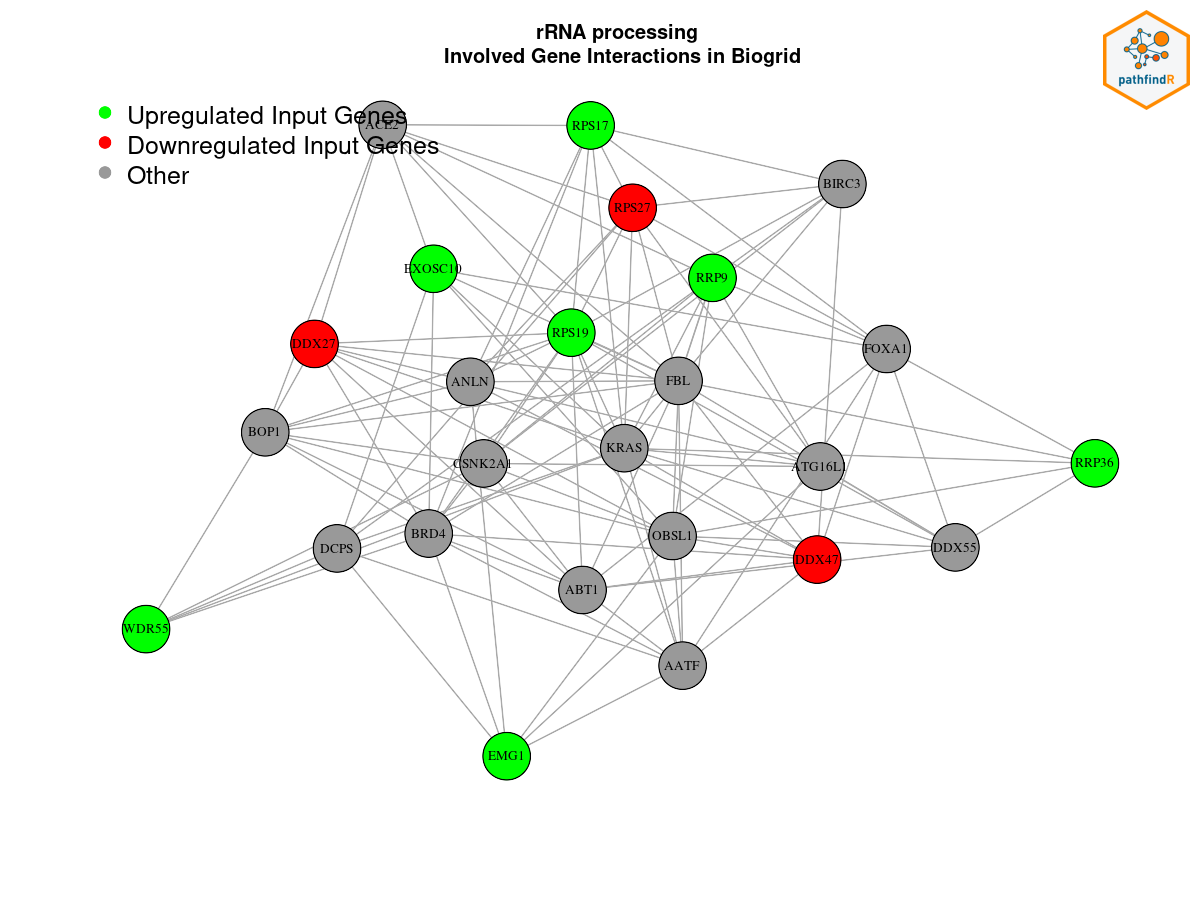 rRNA processing
Involved Gene Interactions in Biogrid
pathfindR
Upregulated Input Genes
Downregulated Input Genes
Other
ACE2
RPS17
BIRC3
RPS27
EXOSC10
RRP9
RPS19
DDX27
FOXA1
ANLN
FBL
BOP1
KRAS
CSNK2A1
ATG16L1
RRP36
DCPS
BRD4
OBSL1
DDX47
DDX55
ABT1
WDR55
AATF
EMG1